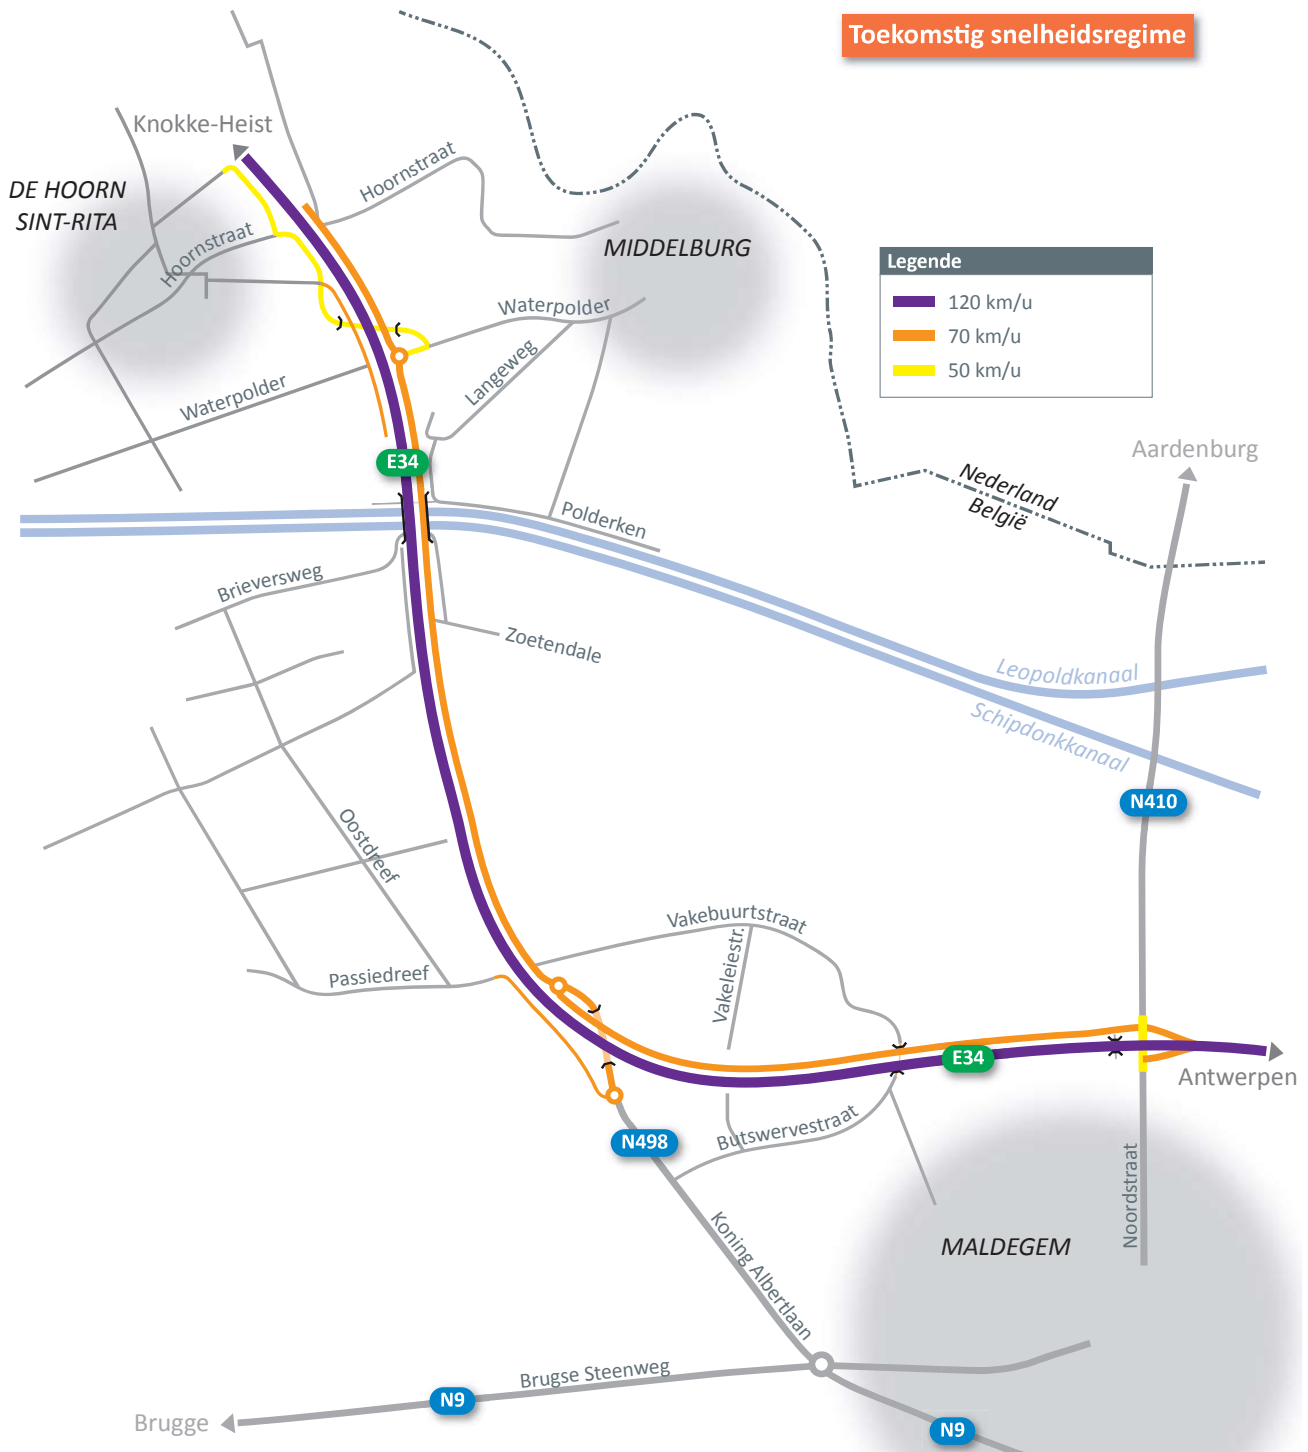 Toekomstig snelheidsregime
Knokke-Heist
DE HOORN
SINT-RITA
Hoornstraat
Hoornstraat
MIDDELBURG
Legende
120 km/u
70 km/u
50 km/u
Waterpolder
Langeweg
Waterpolder
E34
Aardenburg
Nederland
België
Polderken
Brieversweg
Zoetendale
Leopoldkanaal
Schipdonkkanaal
N410
Oostdreef
Vakebuurtstraat
Vakeleiestr.
Passiedreef
E34
Antwerpen
N498
Butswervestraat
Noordstraat
Koning Albertlaan
MALDEGEM
Brugse Steenweg
N9
Brugge
N9